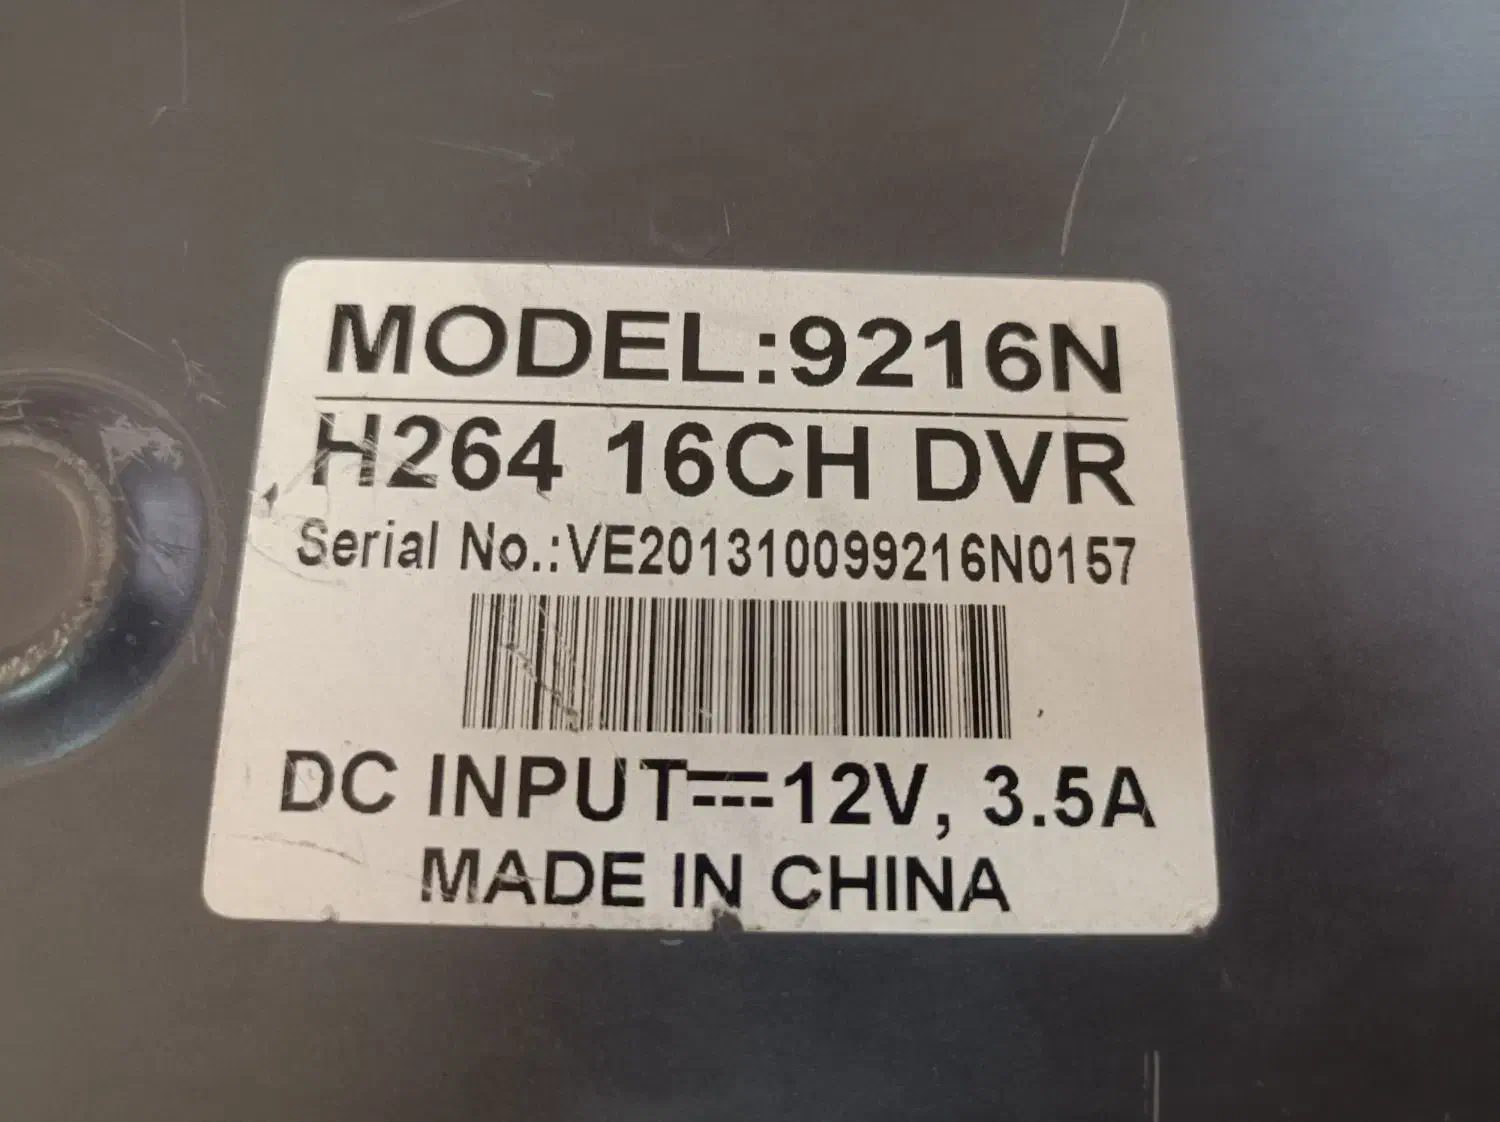 MODEL:9216N
H264 16CH DVR
Serial No.:VE201310099216N0157
DC INPUT⎓12V, 3.5A
MADE IN CHINA